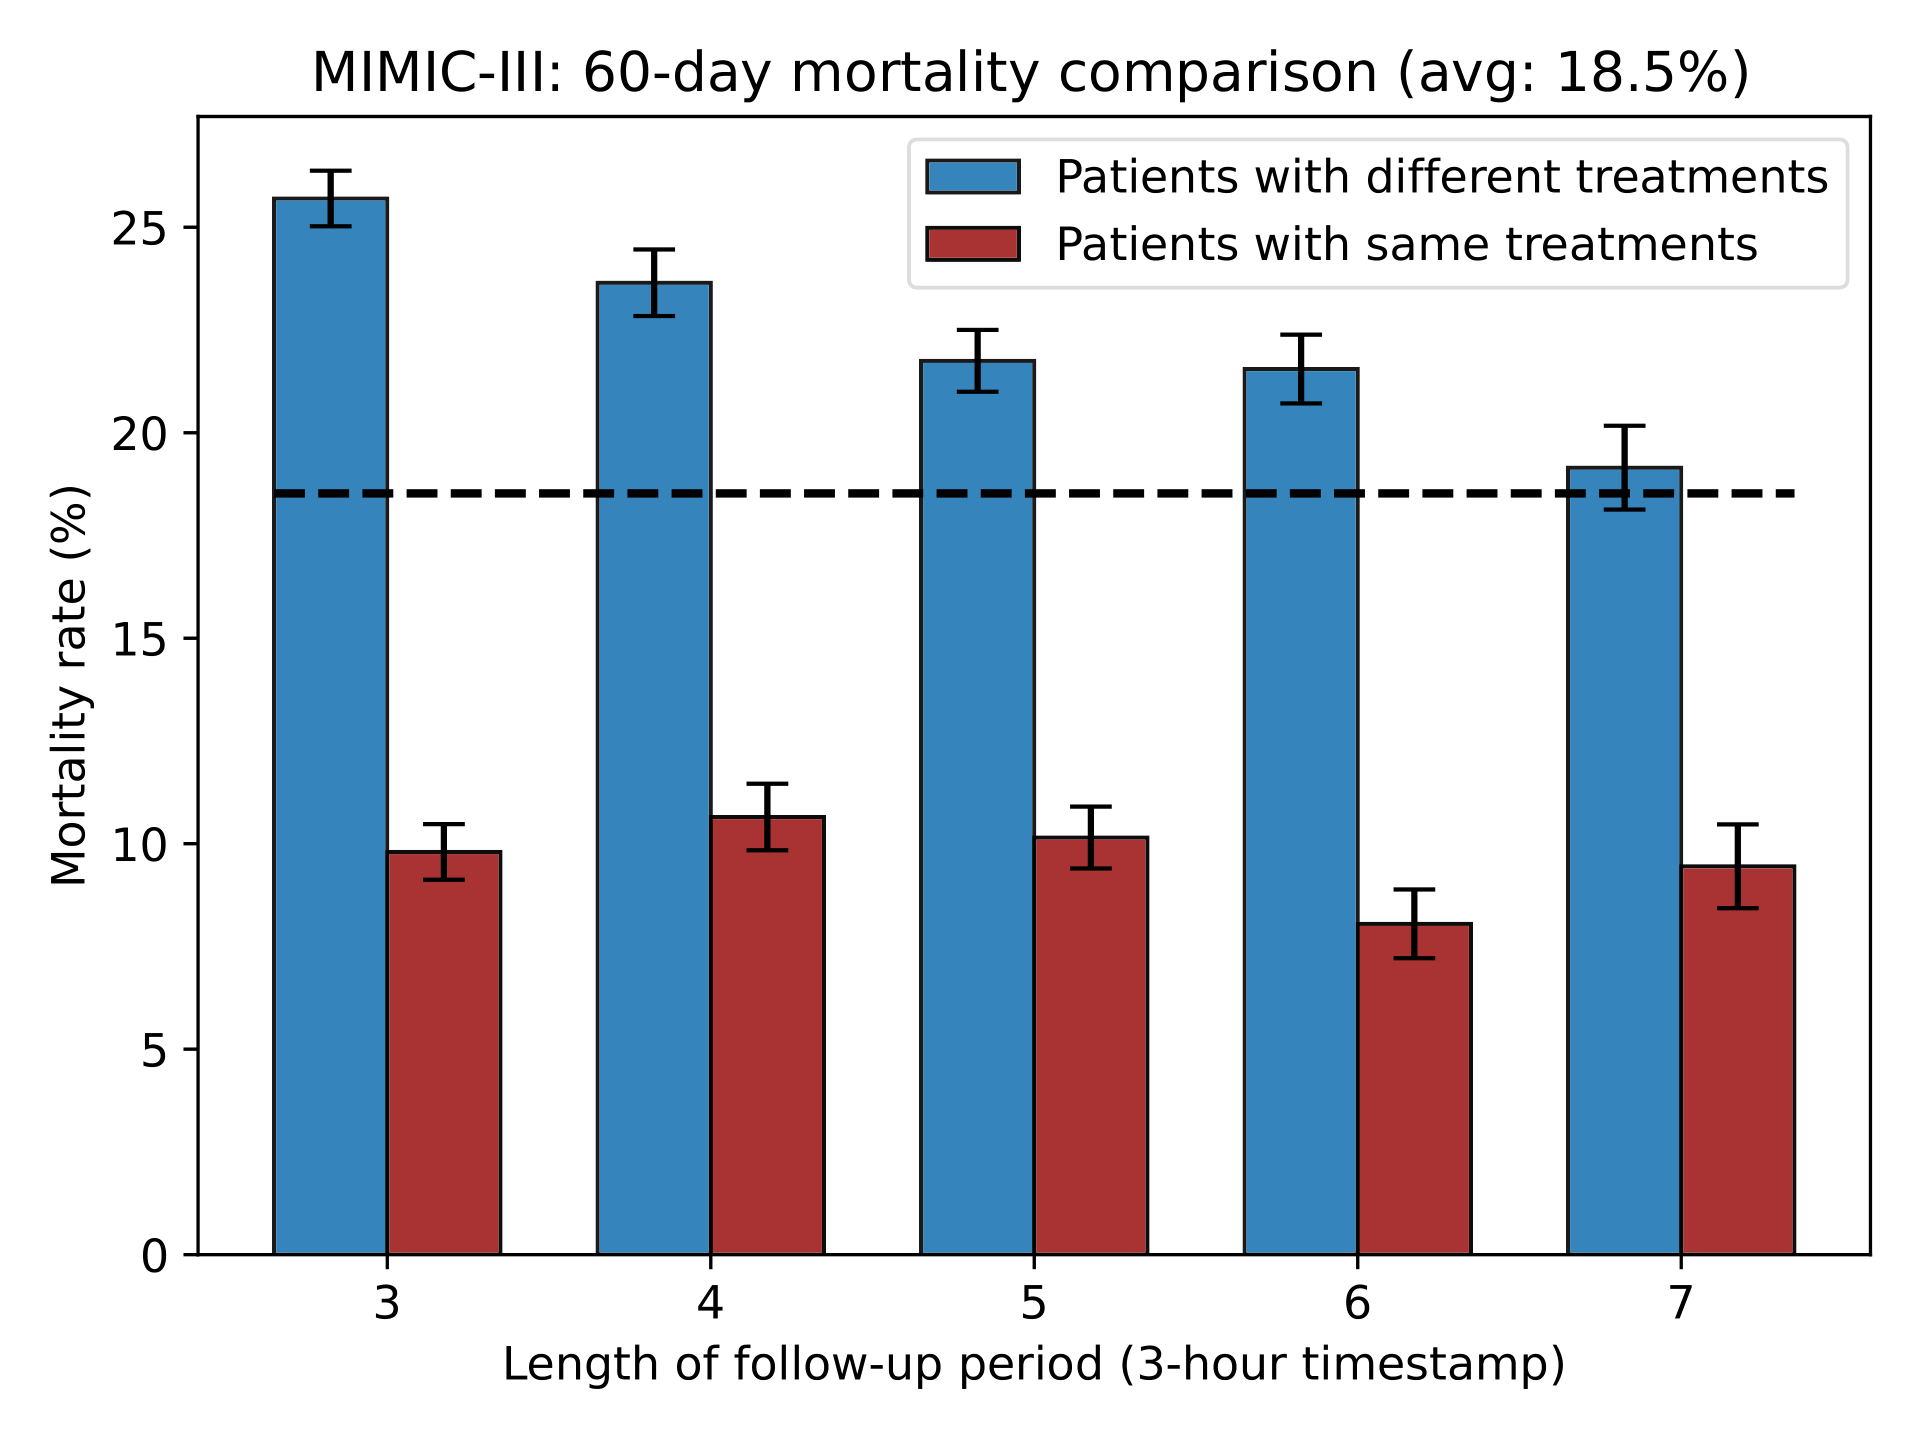 MIMIC-III: 60-day mortality comparison (avg: 18.5%)
Patients with different treatments
Patients with same treatments
Mortality rate (%)
25
20
15
10
5
0
3 4 5 6 7
Length of follow-up period (3-hour timestamp)